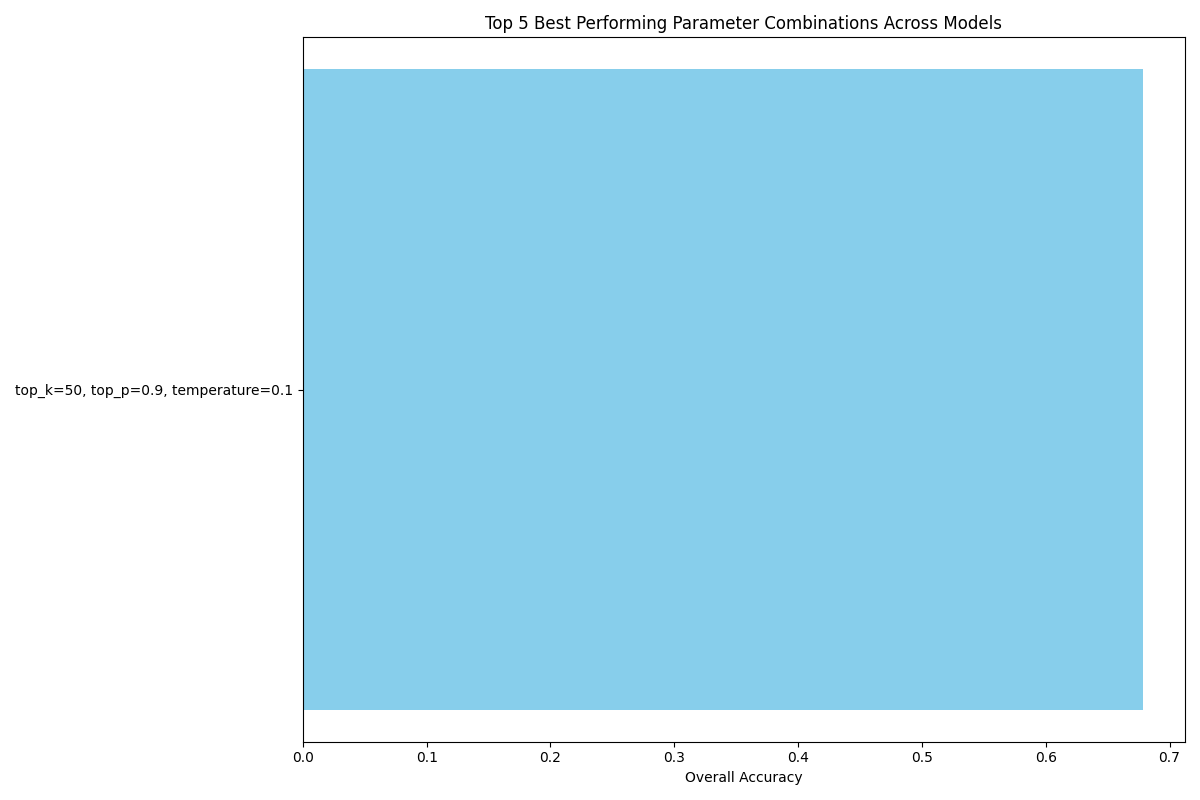 Top 5 Best Performing Parameter Combinations Across Models
top_k=50, top_p=0.9, temperature=0.1
0.0 0.1 0.2 0.3 0.4 0.5 0.6 0.7
Overall Accuracy